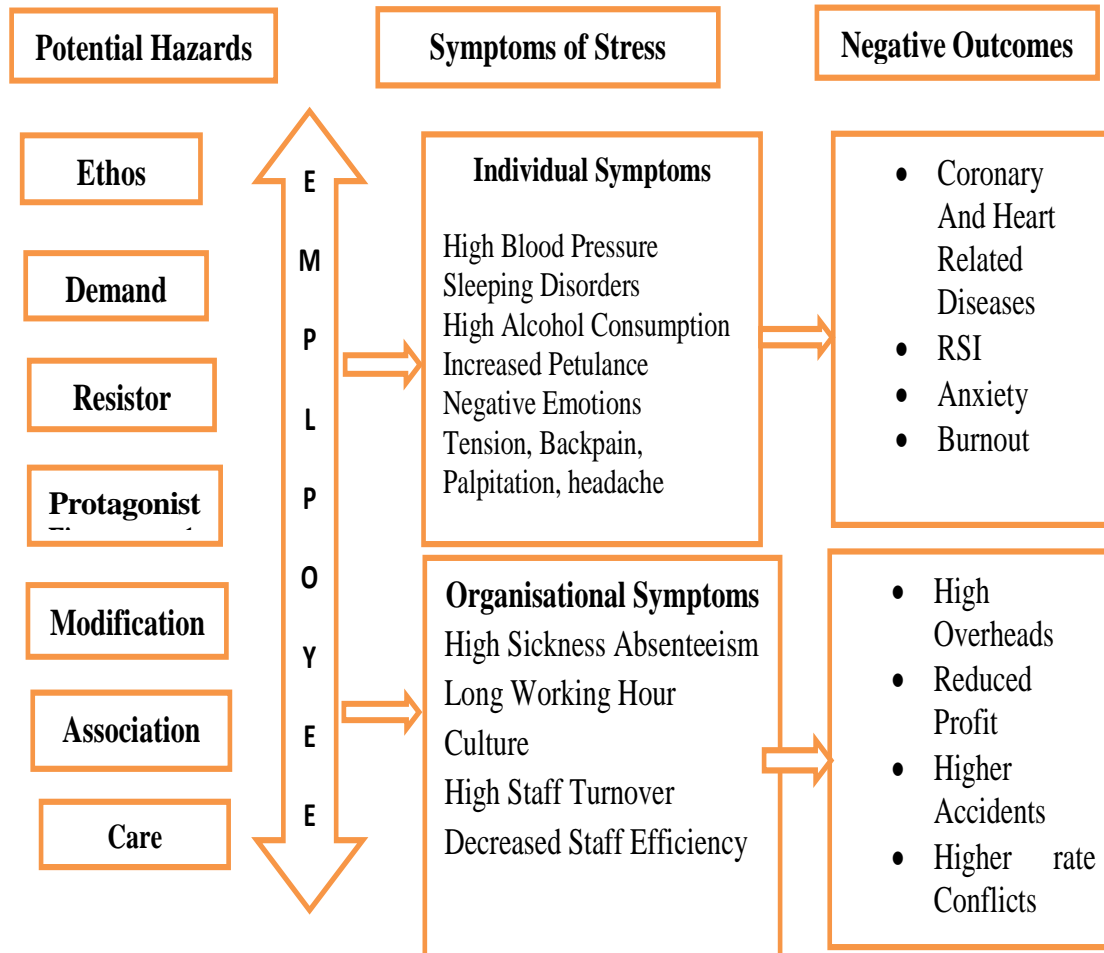 Potential Hazards
Symptoms of Stress
Negative Outcomes
Ethos
Demand
Resistor
Protagonist
Modification
Association
Care
E
M
P
L
P
O
Y
E
E
Individual Symptoms
High Blood Pressure
Sleeping Disorders
High Alcohol Consumption
Increased Petulance
Negative Emotions
Tension, Backpain,
Palpitation, headache
Organisational Symptoms
High Sickness Absenteeism
Long Working Hour
Culture
High Staff Turnover
Decreased Staff Efficiency
• Coronary
And Heart
Related
Diseases
• RSI
• Anxiety
• Burnout
• High
Overheads
• Reduced
Profit
• Higher
Accidents
• Higher rate
Conflicts